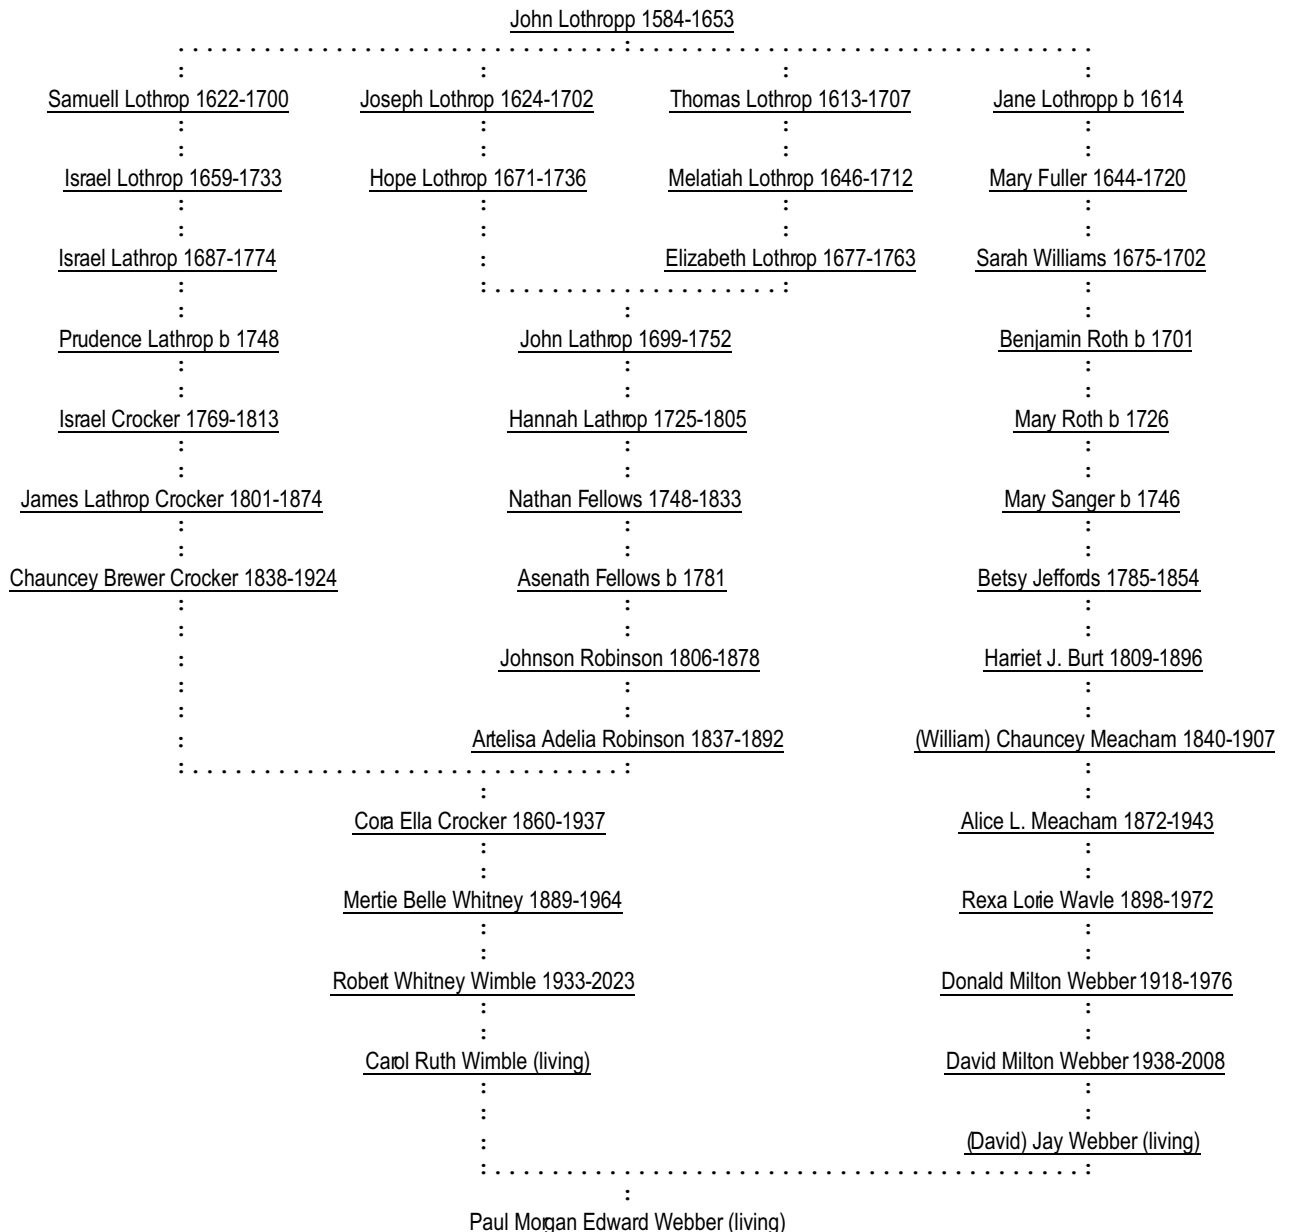 John Lothropp 1584-1653
Samuell Lothrop 1622-1700 Joseph Lothrop 1624-1702 Thomas Lothrop 1613-1707 Jane Lothropp b 1614
Israel Lothrop 1659-1733 Hope Lothrop 1671-1736 Melatiah Lothrop 1646-1712 Mary Fuller 1644-1720
Israel Lathrop 1687-1774 Elizabeth Lothrop 1677-1763 Sarah Williams 1675-1702
Prudence Lathrop b 1748 John Lathrop 1699-1752 Benjamin Roth b 1701
Israel Crocker 1769-1813 Hannah Lathrop 1725-1805 Mary Roth b 1726
James Lathrop Crocker 1801-1874 Nathan Fellows 1748-1833 Mary Sanger b 1746
Chauncey Brewer Crocker 1838-1924 Asenath Fellows b 1781 Betsy Jeffords 1785-1854
Johnson Robinson 1806-1878 Harriet J. Burt 1809-1896
Artelisa Adelia Robinson 1837-1892 (William) Chauncey Meacham 1840-1907
Cora Ella Crocker 1860-1937 Alice L. Meacham 1872-1943
Mertie Belle Whitney 1889-1964 Rexa Lorie Wavle 1898-1972
Robert Whitney Wimble 1933-2023 Donald Milton Webber 1918-1976
Carol Ruth Wimble (living) David Milton Webber 1938-2008
(David) Jay Webber (living)
Paul Morgan Edward Webber (living)